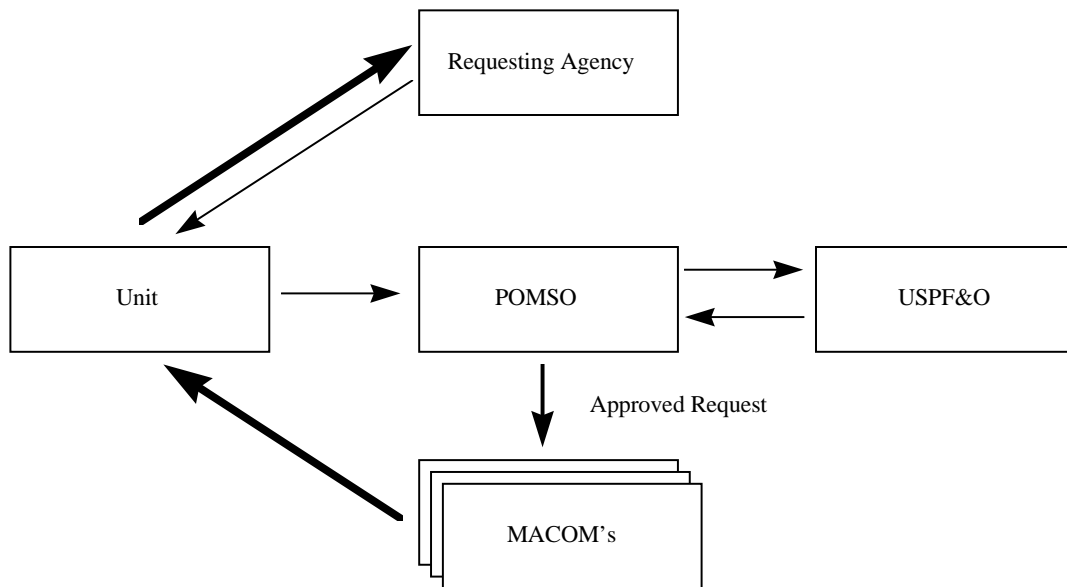 Requesting Agency
Unit
POMSO
USPF&O
Approved Request
MACOM’s